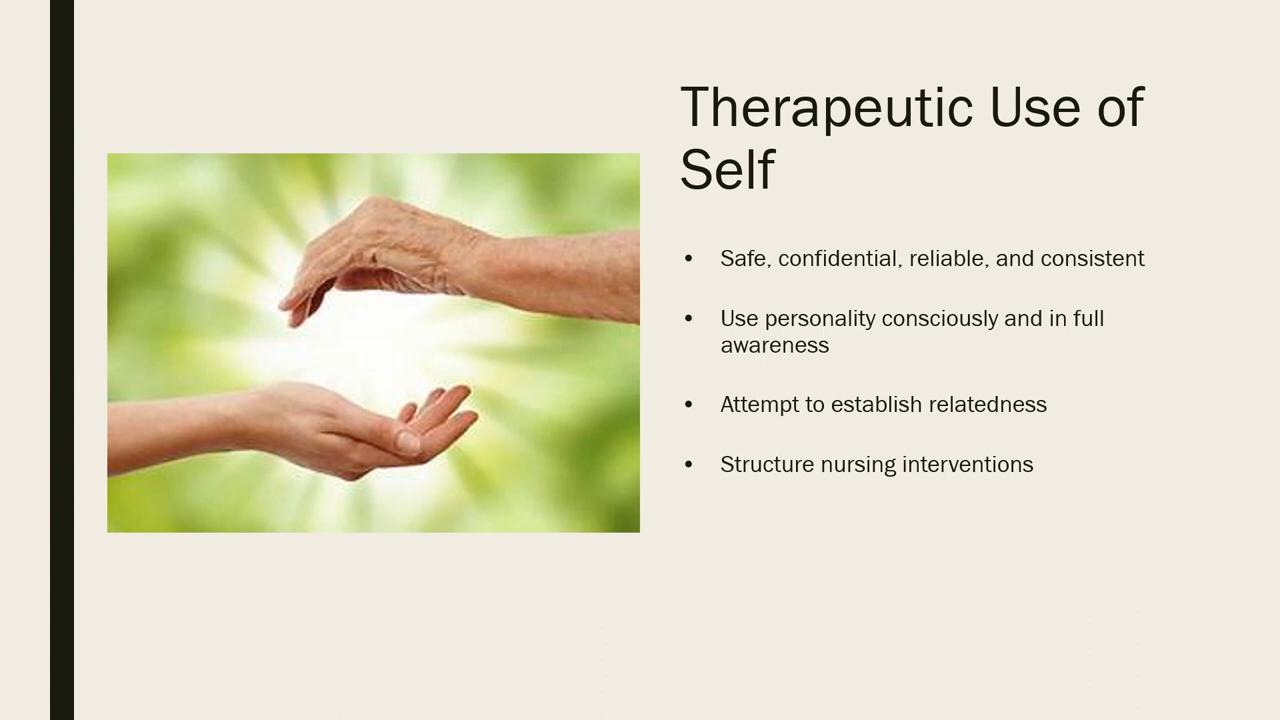 Therapeutic Use of
Self
• Safe, confidential, reliable, and consistent
• Use personality consciously and in full
awareness
• Attempt to establish relatedness
• Structure nursing interventions